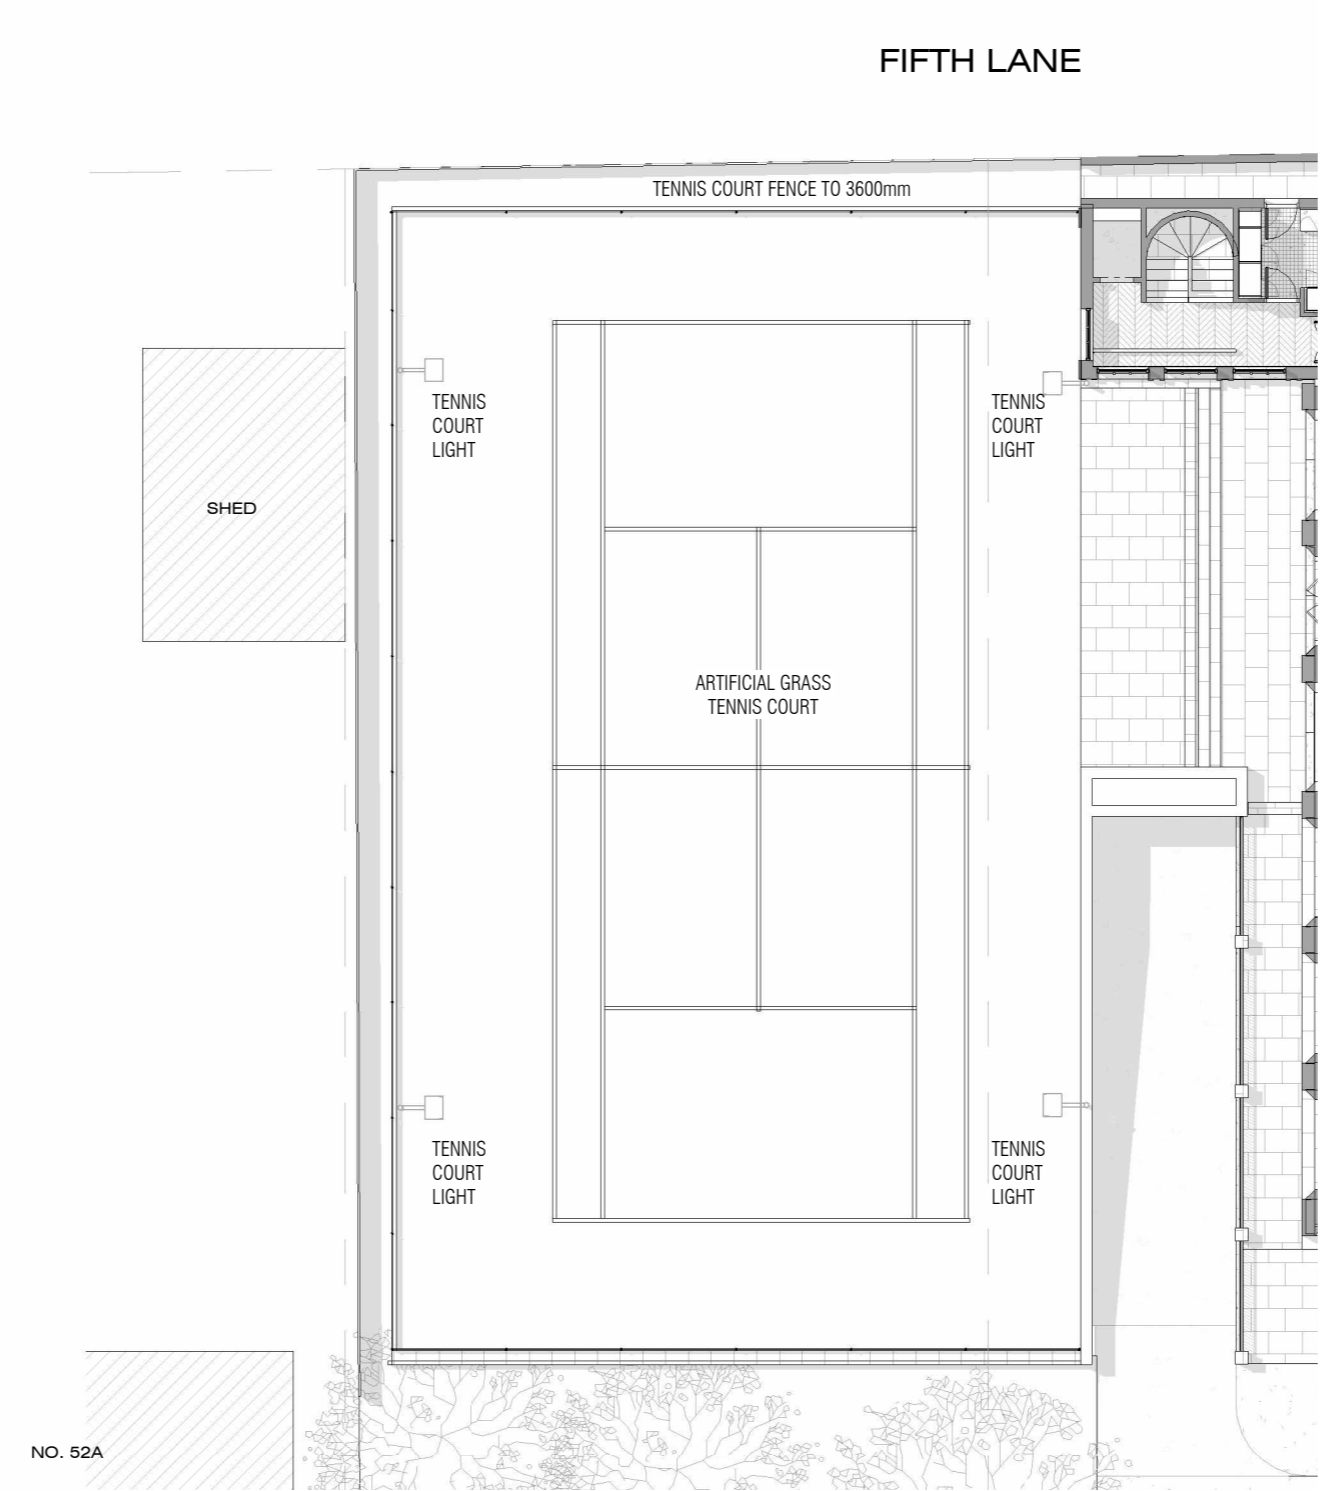 FIFTH LANE
TENNIS COURT FENCE TO 3600mm
TENNIS
COURT
LIGHT
TENNIS
COURT
LIGHT
SHED
ARTIFICIAL GRASS
TENNIS COURT
TENNIS
COURT
LIGHT
TENNIS
COURT
LIGHT
NO. 52A